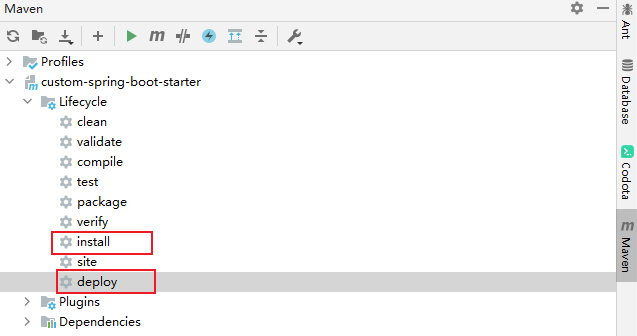 Maven
Profiles
custom-spring-boot-starter
Lifecycle
clean
validate
compile
test
package
verify
install
site
deploy
Plugins
Dependencies
Ant
Database
Codota
m
Maven